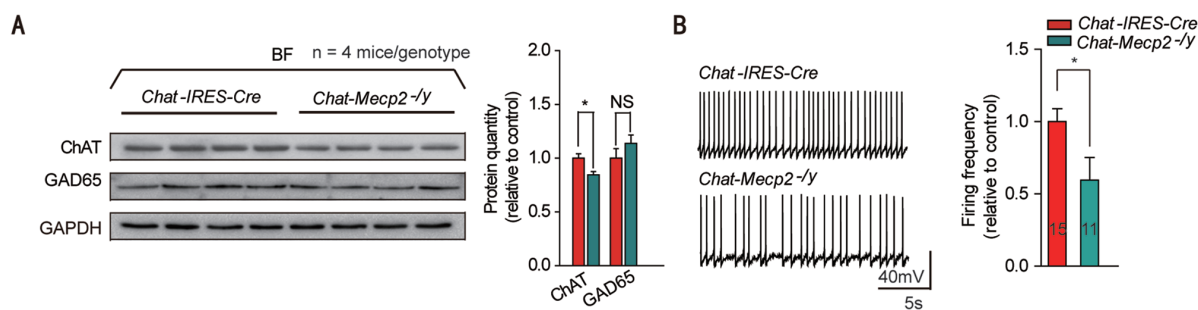 A
BF n = 4 mice/genotype
Chat-IRES-Cre Chat-Mecp2-/y
ChAT
GAD65
GAPDH
Protein quantity
(relative to control)
2.0
1.5
1.0
0.5
0.0
*
NS
ChAT
GAD65
B
Chat-IRES-Cre
Chat-Mecp2-/y
40mV
5s
Chat-IRES-Cre
Chat-Mecp2-/y
Firing frequency
(relative to control)
1.5
1.0
0.5
0.0
*
15
11